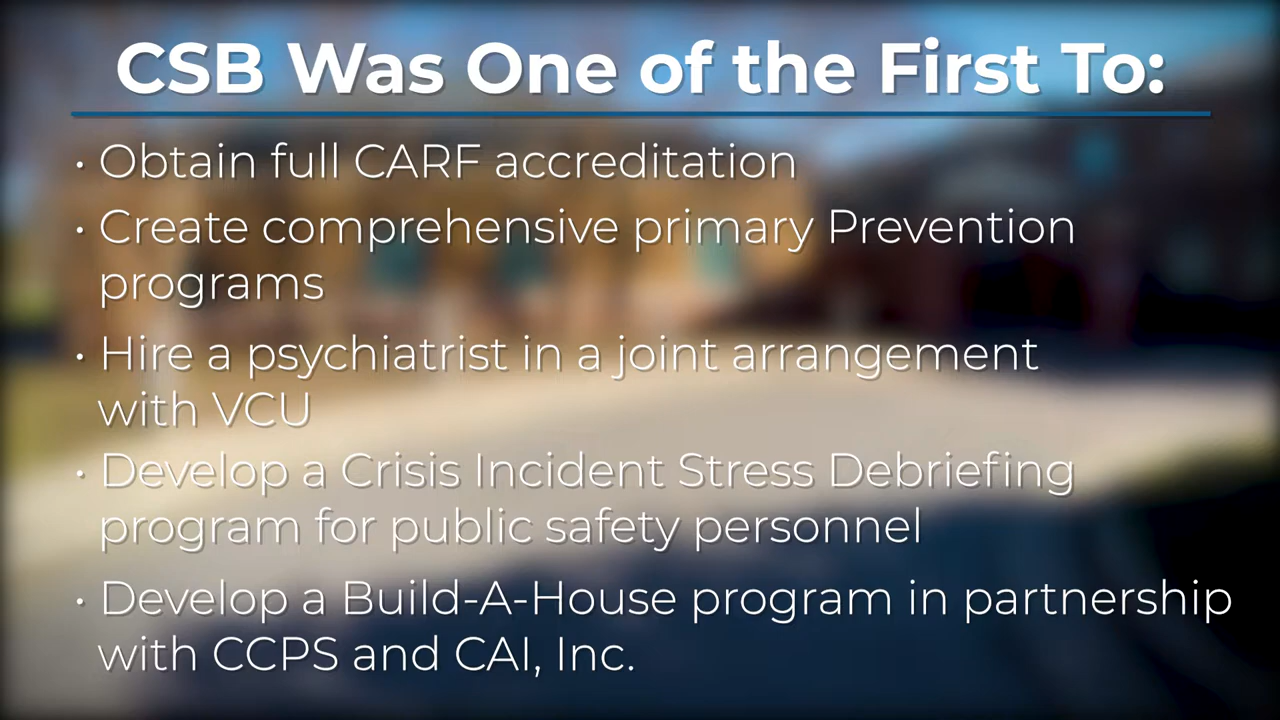 CSB Was One of the First To:
• Obtain full CARF accreditation
• Create comprehensive primary Prevention
programs
• Hire a psychiatrist in a joint arrangement
with VCU
• Develop a Crisis Incident Stress Debriefing
program for public safety personnel
• Develop a Build-A-House program in partnership
with CCPS and CAI, Inc.